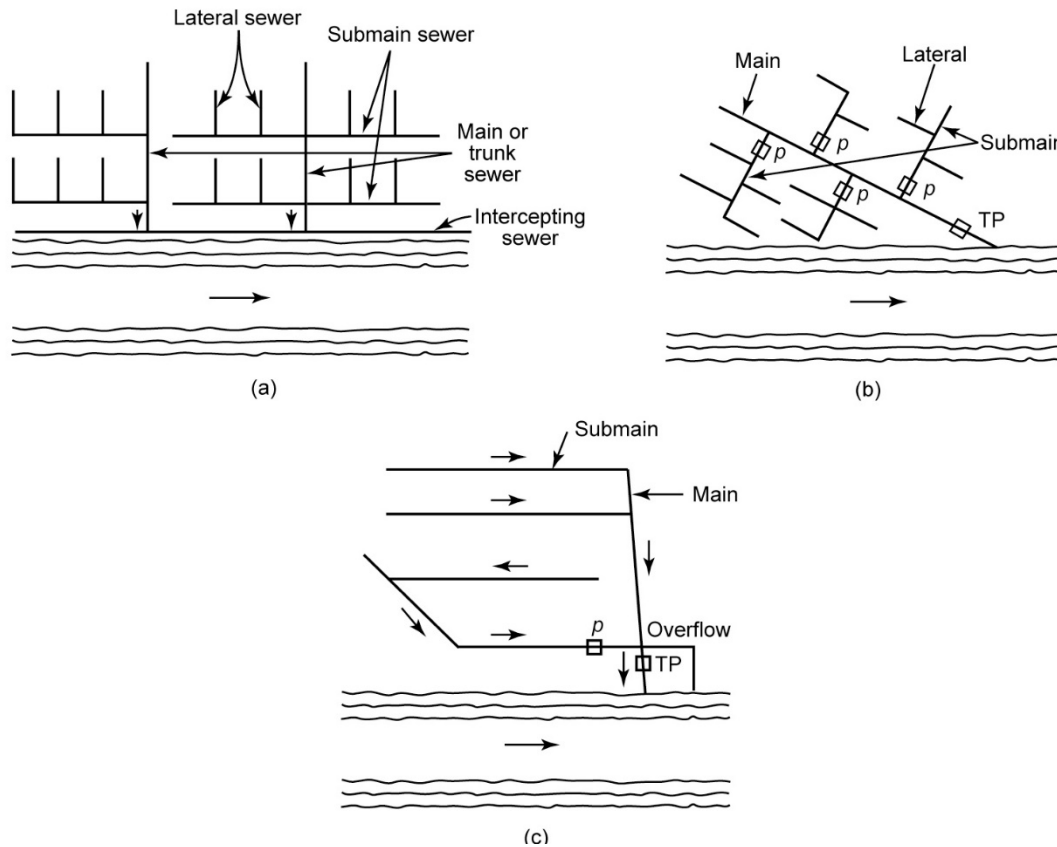 Lateral sewer
Submain sewer
Main or
trunk
sewer
Intercepting
sewer
(a)
Main
Lateral
Submain
p
p
p
p
TP
(b)
Submain
Main
p
Overflow
TP
(c)